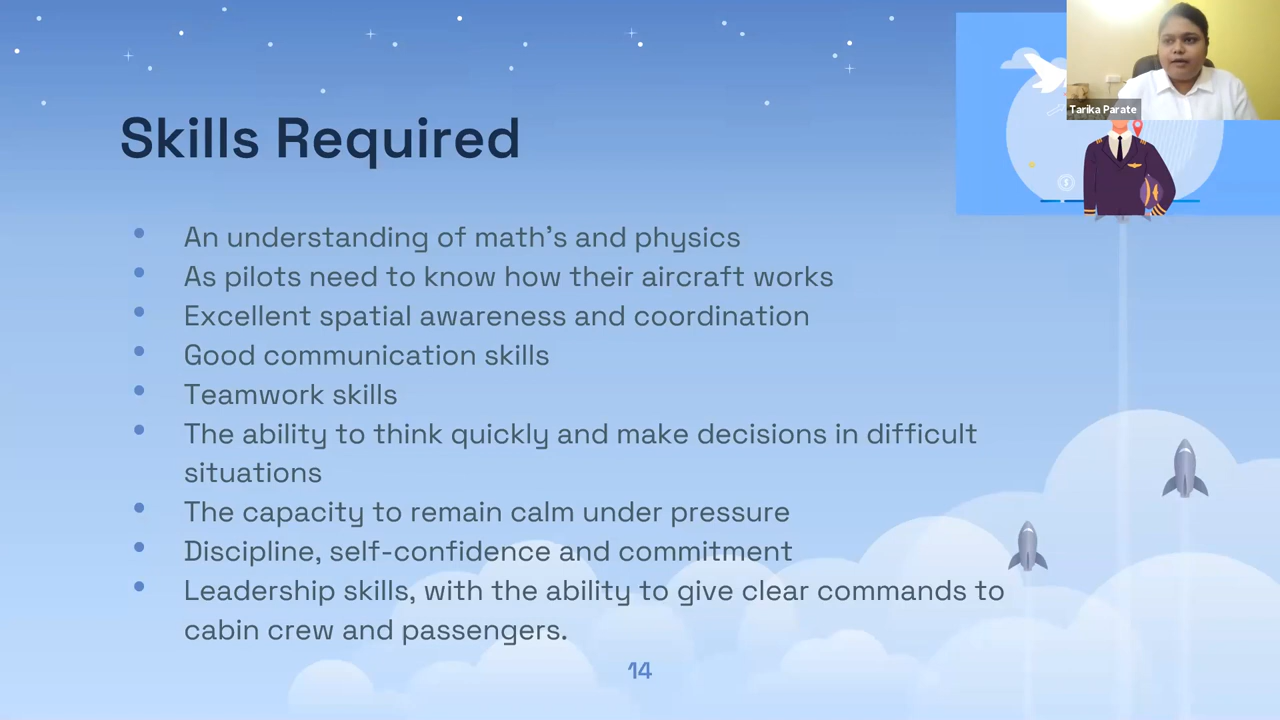 Tarika Parate
Skills Required
• An understanding of math's and physics
• As pilots need to know how their aircraft works
• Excellent spatial awareness and coordination
• Good communication skills
• Teamwork skills
• The ability to think quickly and make decisions in difficult
situations
• The capacity to remain calm under pressure
• Discipline, self-confidence and commitment
• Leadership skills, with the ability to give clear commands to
cabin crew and passengers.
14